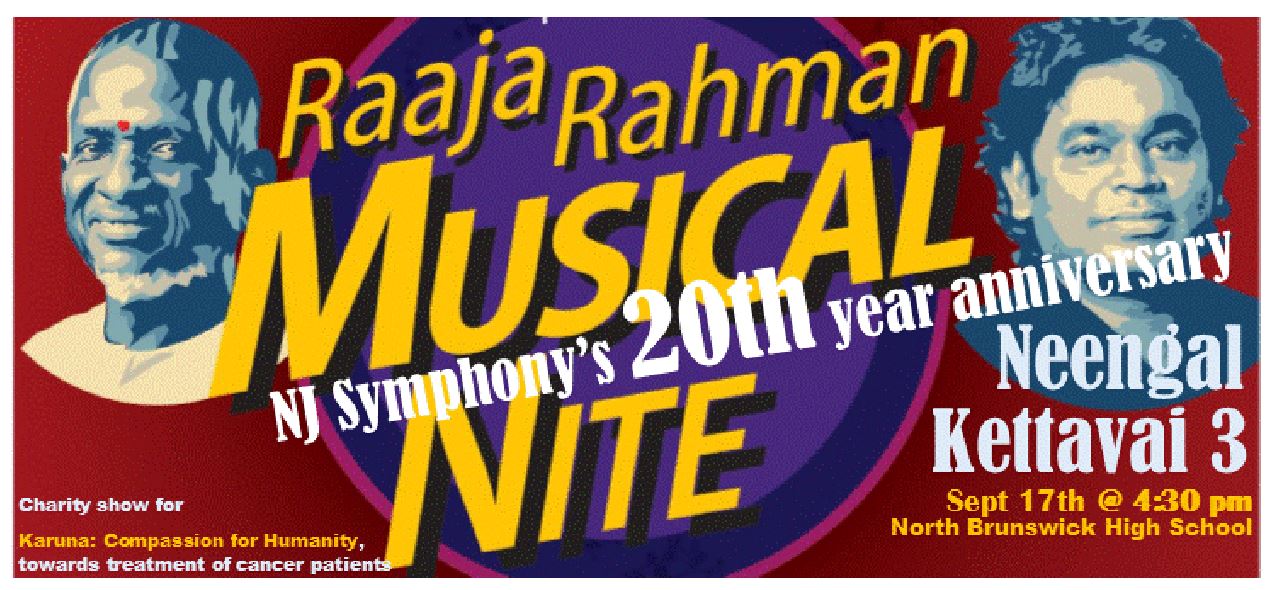 Raaja Rahman
MUSICAL
NITE
NJ Symphony's 20th year anniversary
Neengal
Kettavai 3
Sept 17th @ 4:30 pm
North Brunswick High School
Charity show for
Karuna: Compassion for Humanity,
towards treatment of cancer patients